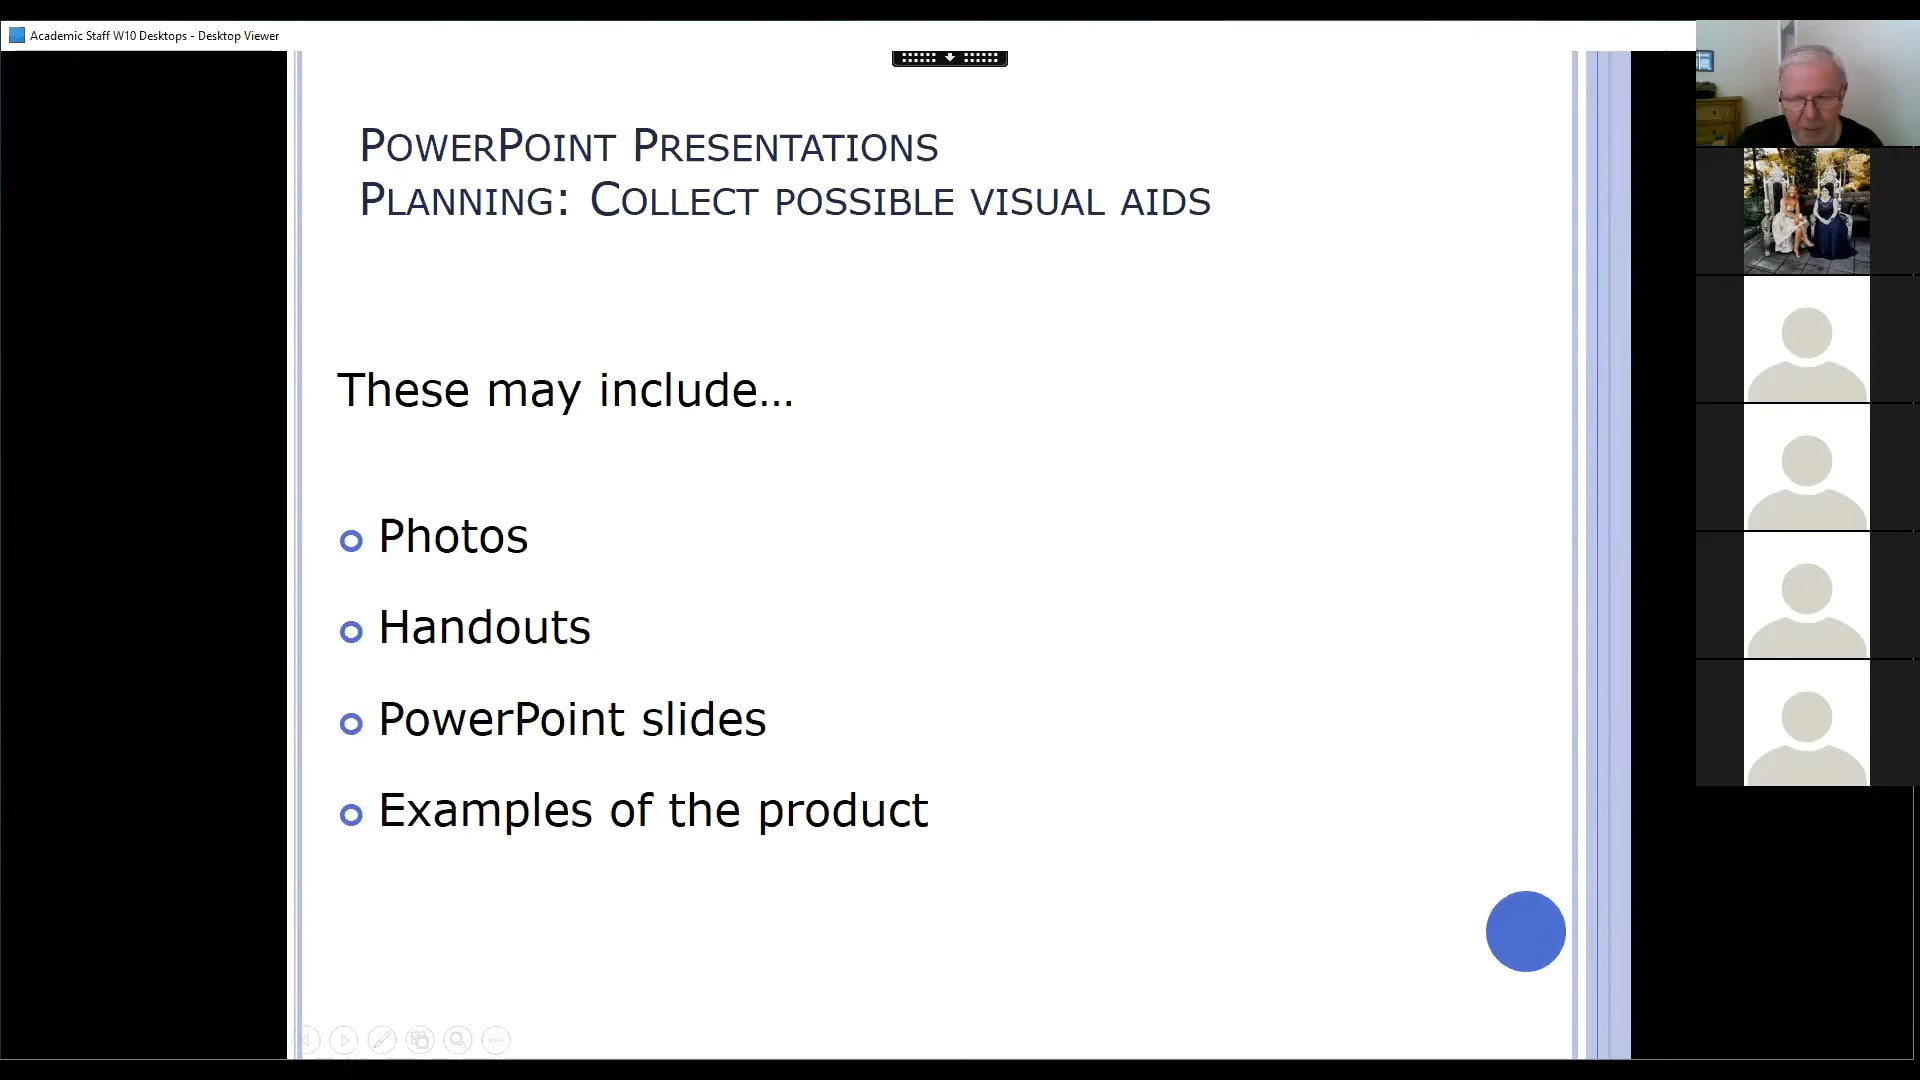 Academic Staff W10 Desktops - Desktop Viewer
PowerPoint Presentations
Planning: Collect possible visual aids
These may include…
Photos
Handouts
PowerPoint slides
Examples of the product